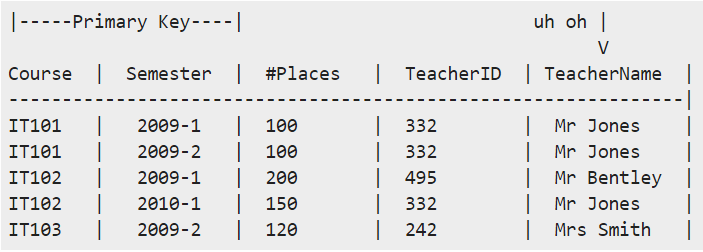 |-----Primary Key----| uh oh |
V
Course | Semester | #Places | TeacherID | TeacherName |
---------------------------------------------------------------|
IT101 | 2009-1 | 100 | 332 | Mr Jones |
IT101 | 2009-2 | 100 | 332 | Mr Jones |
IT102 | 2009-1 | 200 | 495 | Mr Bentley |
IT102 | 2010-1 | 150 | 332 | Mr Jones |
IT103 | 2009-2 | 120 | 242 | Mrs Smith |